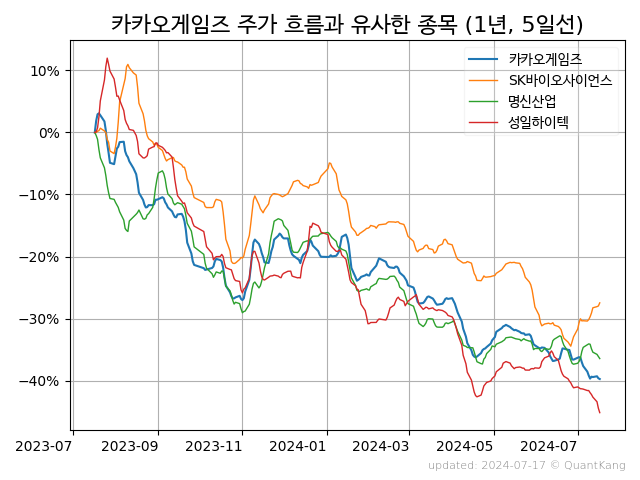 카카오게임즈 주가 흐름과 유사한 종목 (1년, 5일선)
카카오게임즈
SK바이오사이언스
명신산업
성일하이텍
10%
0%
−10%
−20%
−30%
−40%
2023-07 2023-09 2023-11 2024-01 2024-03 2024-05 2024-07
updated: 2024-07-17 © QuantKang